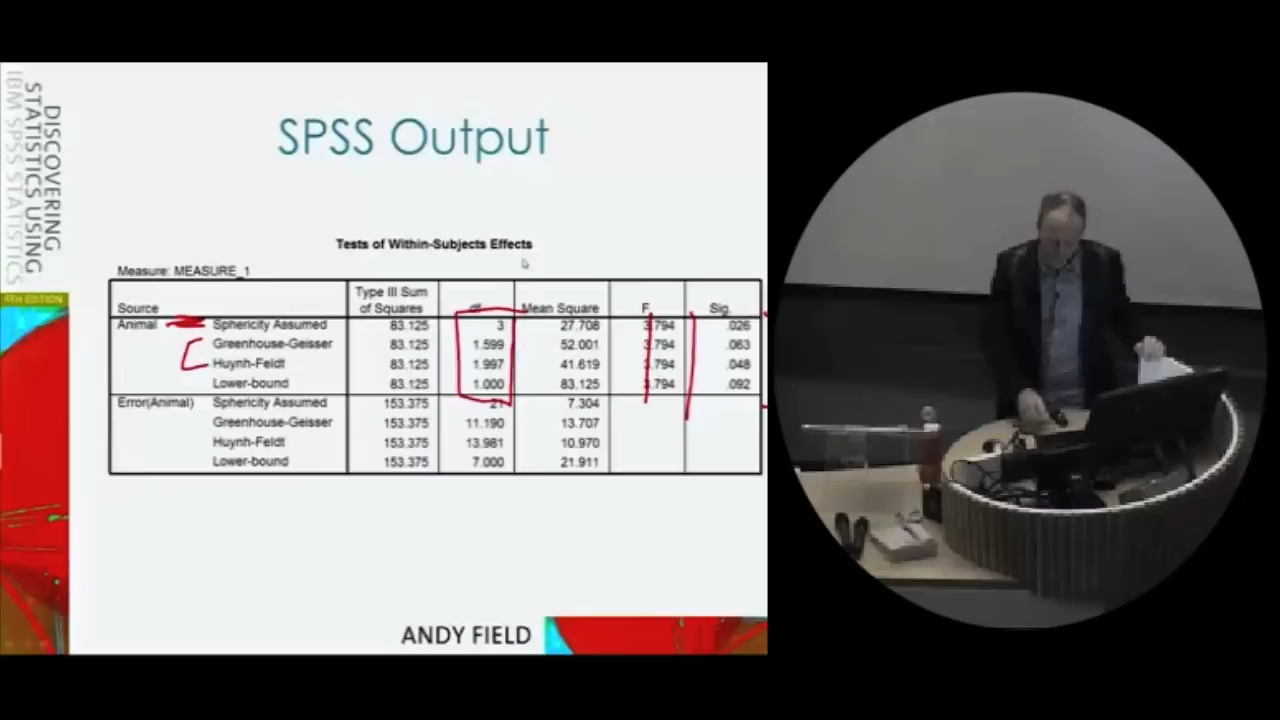 DISCOVERING
STATISTICS USING
IBM SPSS STATISTICS
4TH EDITION
SPSS Output
Tests of Within-Subjects Effects
Measure: MEASURE_1
Source Type III Sum of Squares df Mean Square F Sig.
Animal Sphericity Assumed 83.125 3 27.708 3.794 .026
Greenhouse-Geisser 83.125 1.599 52.001 3.794 .063
Huynh-Feldt 83.125 1.997 41.619 3.794 .048
Lower-bound 83.125 1.000 83.125 3.794 .092
Error(Animal) Sphericity Assumed 153.375 21 7.304
Greenhouse-Geisser 153.375 11.190 13.707
Huynh-Feldt 153.375 13.981 10.970
Lower-bound 153.375 7.000 21.911
ANDY FIELD